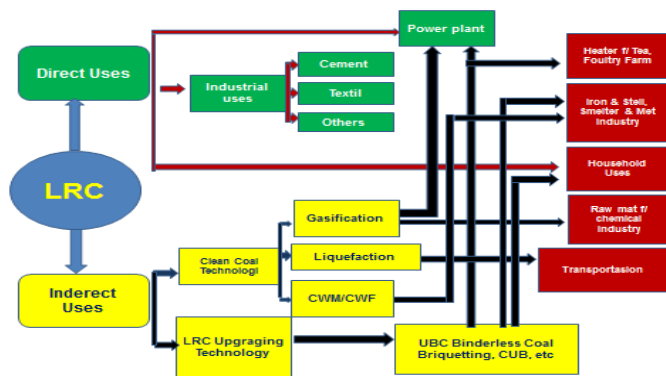 Power plant
Direct Uses
Cement
Industrial
uses
Textil
Others
Heater f/ Tea,
Foultry Farm
Iron & Stell,
Smelter & Met
Industry
LRC
Household
Uses
Gasification
Raw mat f/
chemical
Industry
Clean Coal
Technologi
Liquefaction
Transportasion
Inderect
Uses
CWM/CWF
LRC Upgraging
Technology
UBC Binderless Coal
Briquetting, CUB, etc